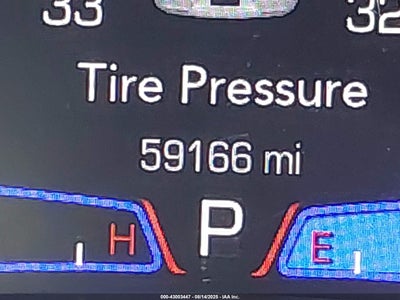 33 32
Tire Pressure
59166 mi
H P E
000-43003447 - 08/14/2025 - IAA Inc.